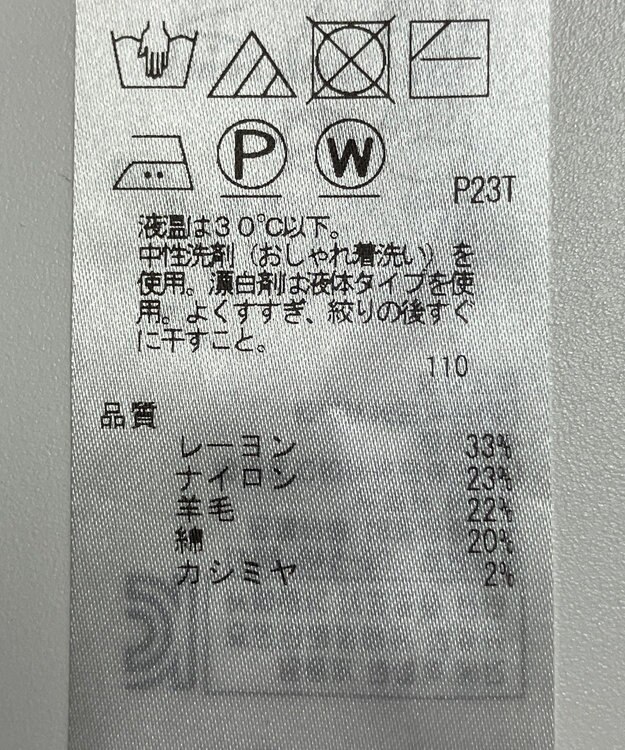 P
W
P23T
液温は30℃以下。
中性洗剤（おしゃれ着洗い）を
使用。漂白剤は液体タイプを使
用。よくすすぎ、絞りの後すぐ
に干すこと。
110
品質
レーヨン 33%
ナイロン 23%
羊毛 22%
綿 20%
カシミヤ 2%